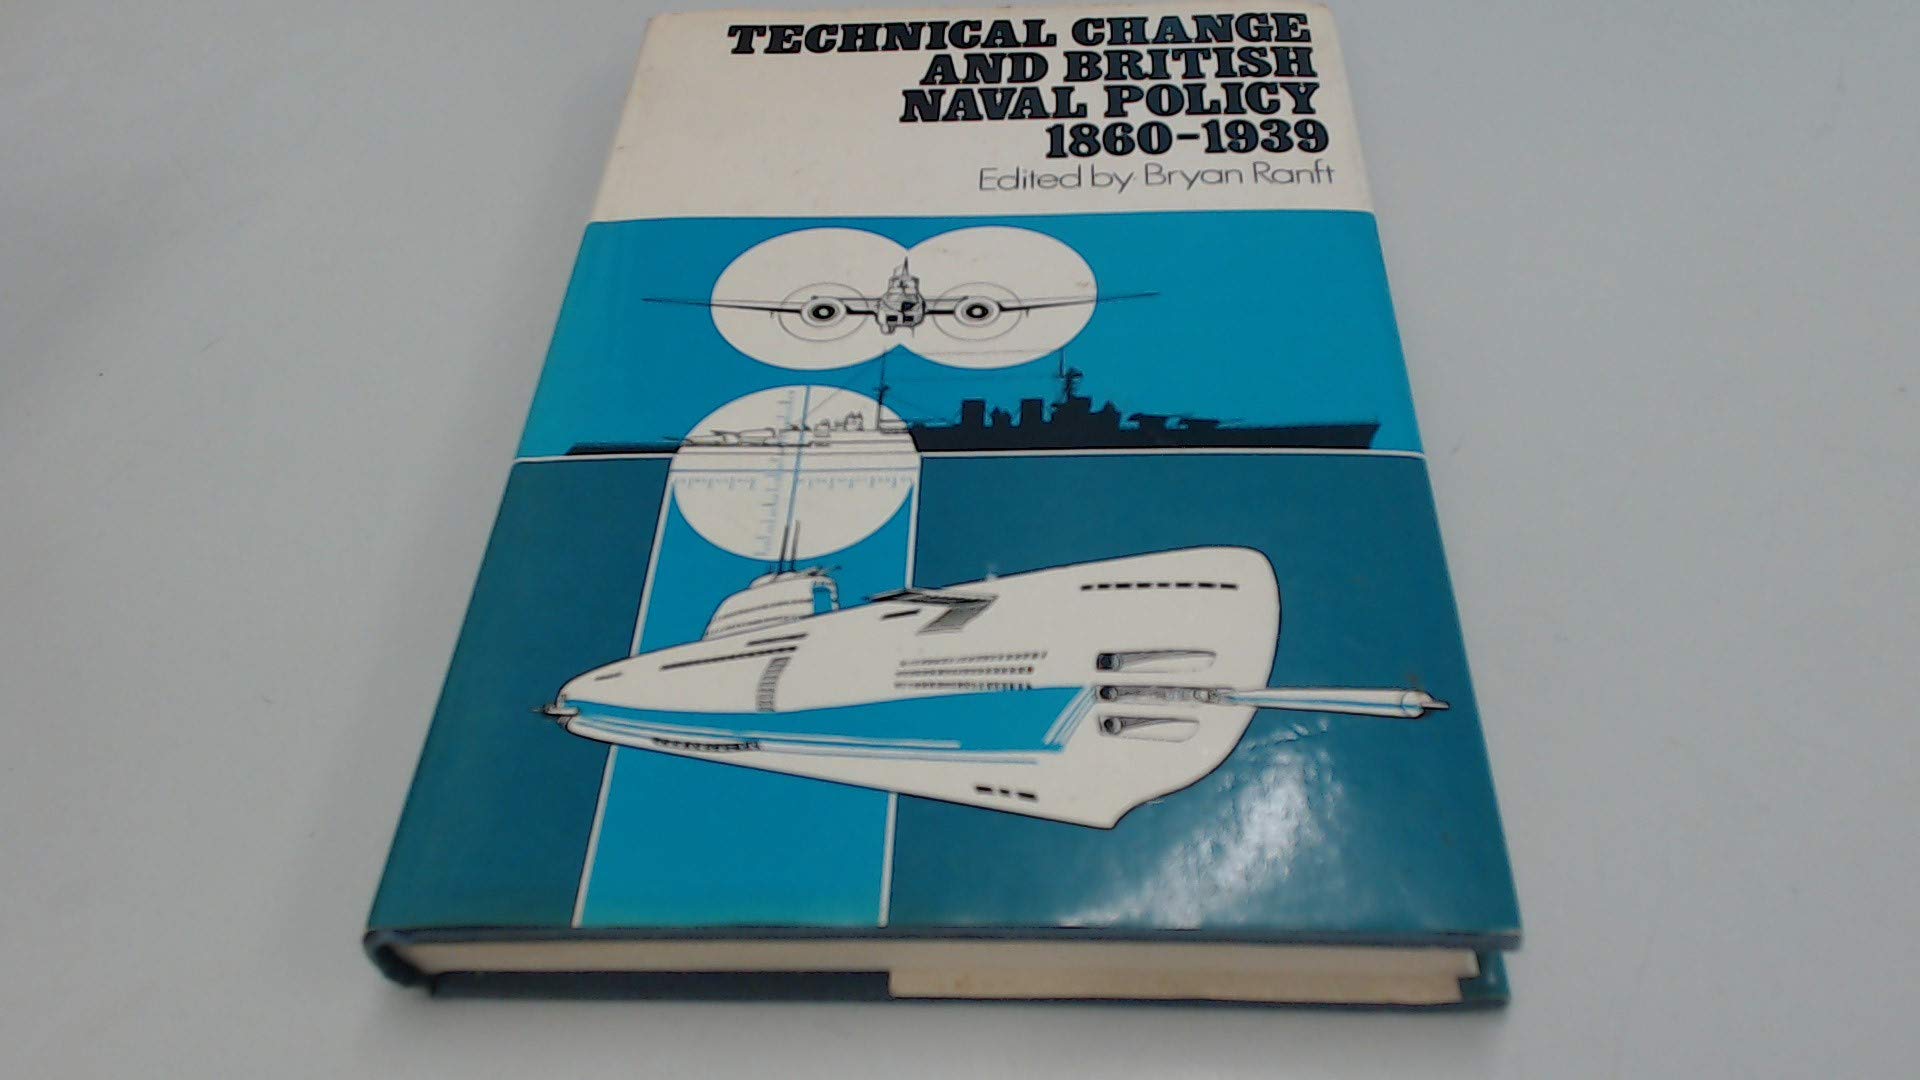 TECHNICAL CHANGE
AND BRITISH
NAVAL POLICY
1860-1939
Edited by Bryan Ranft